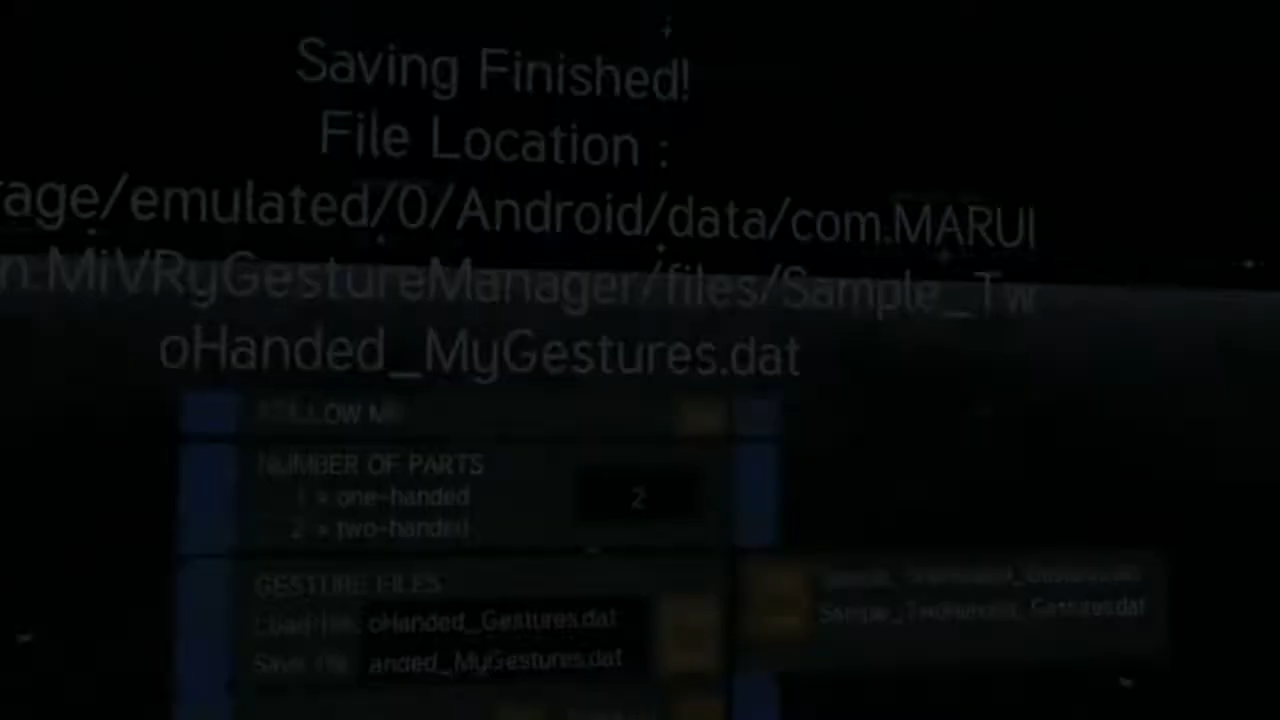 Saving Finished!
File Location :
rage/emulated/0/Android/data/com.MARUI
n.MiVRyGestureManager/files/Sample_Tw
oHanded_MyGestures.dat
NUMBER OF PARTS
1 = one-handed
2 = two-handed
2
GESTURE FILES
Load file oHanded_Gestures.dat
Save file anded_MyGestures.dat
Sample_TwoHanded_Gestures.dat